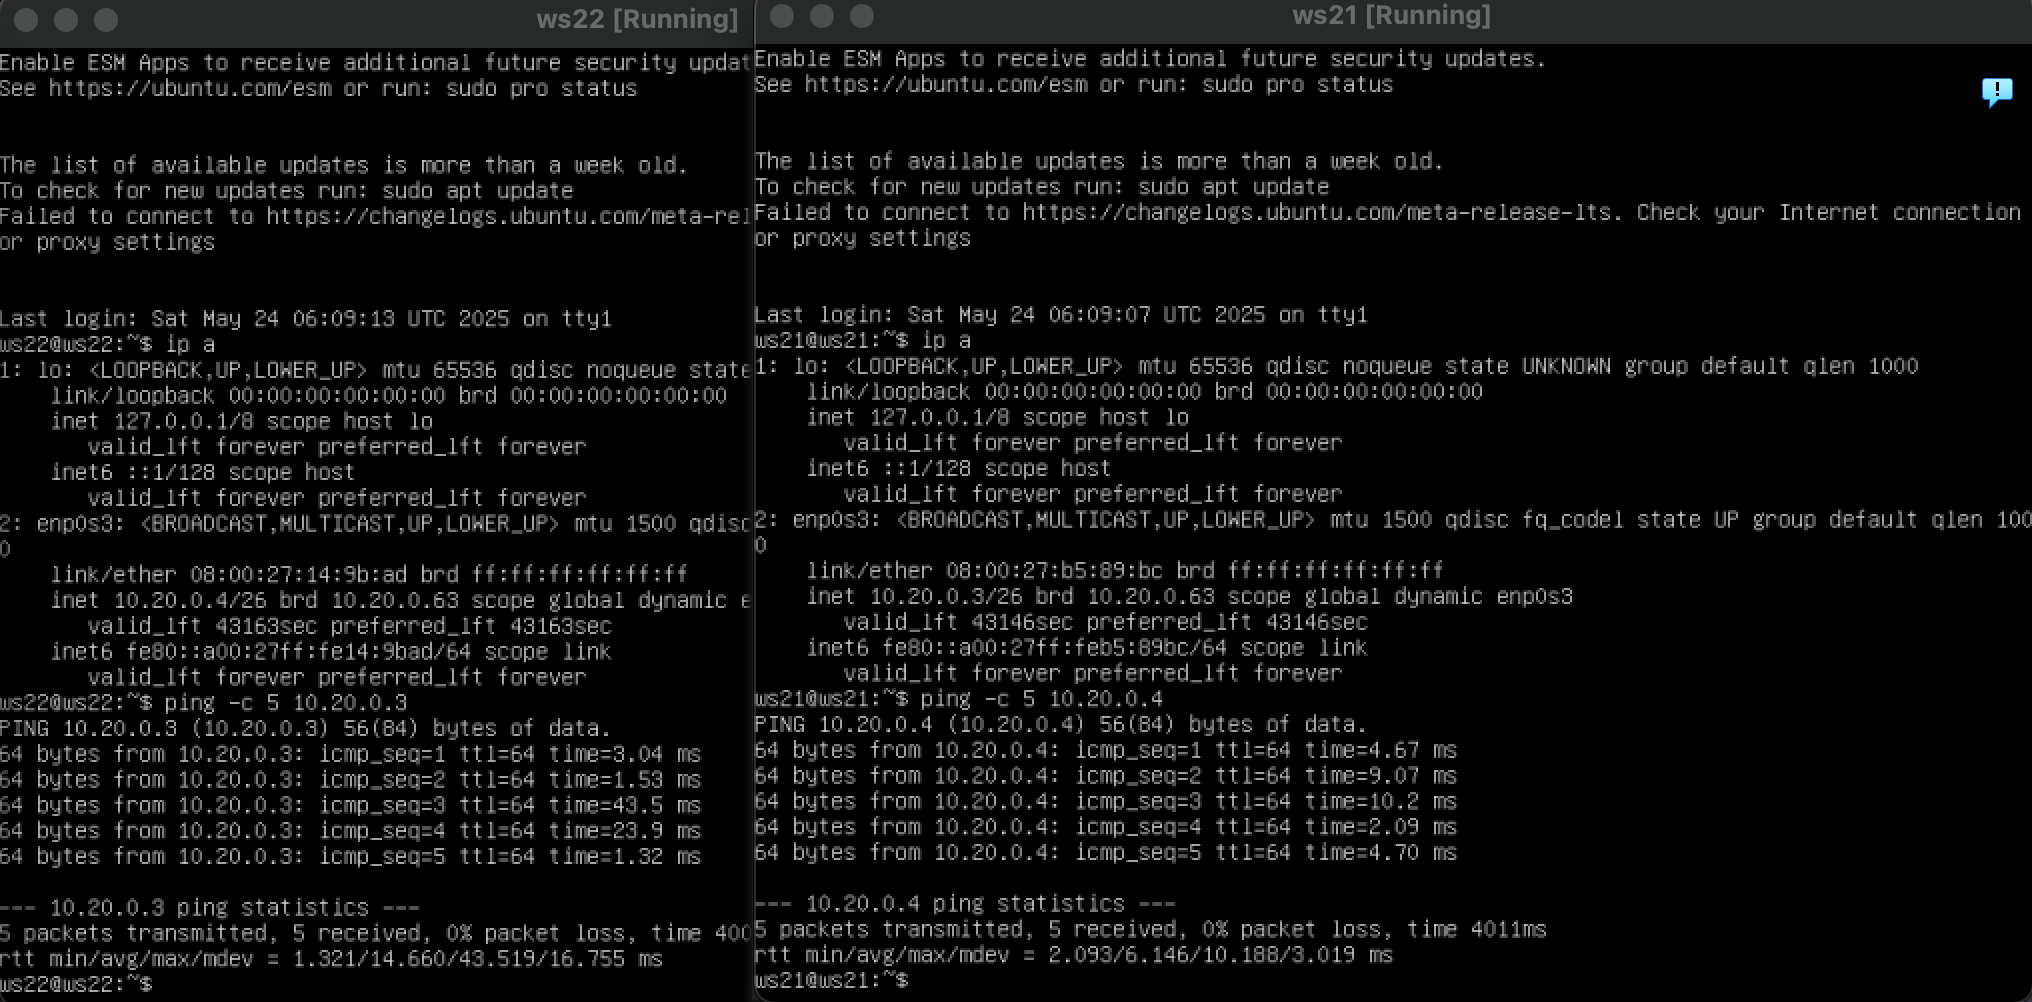 ws22 [Running]
Enable ESM Apps to receive additional future security updat
See https://ubuntu.com/esm or run: sudo pro status
The list of available updates is more than a week old.
To check for new updates run: sudo apt update
Failed to connect to https://changelogs.ubuntu.com/meta-rel
or proxy settings
Last login: Sat May 24 06:09:13 UTC 2025 on tty1
ws22@ws22:~$ ip a
1: lo: <LOOPBACK,UP,LOWER_UP> mtu 65536 qdisc noqueue state
    link/loopback 00:00:00:00:00:00 brd 00:00:00:00:00:00
    inet 127.0.0.1/8 scope host lo
       valid_lft forever preferred_lft forever
    inet6 ::1/128 scope host
       valid_lft forever preferred_lft forever
2: enp0s3: <BROADCAST,MULTICAST,UP,LOWER_UP> mtu 1500 qdisc
0
    link/ether 08:00:27:14:9b:ad brd ff:ff:ff:ff:ff:ff
    inet 10.20.0.4/26 brd 10.20.0.63 scope global dynamic e
       valid_lft 43163sec preferred_lft 43163sec
    inet6 fe80::a00:27ff:fe14:9bad/64 scope link
       valid_lft forever preferred_lft forever
ws22@ws22:~$ ping -c 5 10.20.0.3
PING 10.20.0.3 (10.20.0.3) 56(84) bytes of data.
64 bytes from 10.20.0.3: icmp_seq=1 ttl=64 time=3.04 ms
64 bytes from 10.20.0.3: icmp_seq=2 ttl=64 time=1.53 ms
64 bytes from 10.20.0.3: icmp_seq=3 ttl=64 time=43.5 ms
64 bytes from 10.20.0.3: icmp_seq=4 ttl=64 time=23.9 ms
64 bytes from 10.20.0.3: icmp_seq=5 ttl=64 time=1.32 ms
--- 10.20.0.3 ping statistics ---
5 packets transmitted, 5 received, 0% packet loss, time 400
rtt min/avg/max/mdev = 1.321/14.660/43.519/16.755 ms
ws22@ws22:~$
ws21 [Running]
Enable ESM Apps to receive additional future security updates.
See https://ubuntu.com/esm or run: sudo pro status
The list of available updates is more than a week old.
To check for new updates run: sudo apt update
Failed to connect to https://changelogs.ubuntu.com/meta-release-lts. Check your Internet connection
or proxy settings
Last login: Sat May 24 06:09:07 UTC 2025 on tty1
ws21@ws21:~$ ip a
1: lo: <LOOPBACK,UP,LOWER_UP> mtu 65536 qdisc noqueue state UNKNOWN group default qlen 1000
    link/loopback 00:00:00:00:00:00 brd 00:00:00:00:00:00
    inet 127.0.0.1/8 scope host lo
       valid_lft forever preferred_lft forever
    inet6 ::1/128 scope host
       valid_lft forever preferred_lft forever
2: enp0s3: <BROADCAST,MULTICAST,UP,LOWER_UP> mtu 1500 qdisc fq_codel state UP group default qlen 100
0
    link/ether 08:00:27:b5:89:bc brd ff:ff:ff:ff:ff:ff
    inet 10.20.0.3/26 brd 10.20.0.63 scope global dynamic enp0s3
       valid_lft 43146sec preferred_lft 43146sec
    inet6 fe80::a00:27ff:feb5:89bc/64 scope link
       valid_lft forever preferred_lft forever
ws21@ws21:~$ ping -c 5 10.20.0.4
PING 10.20.0.4 (10.20.0.4) 56(84) bytes of data.
64 bytes from 10.20.0.4: icmp_seq=1 ttl=64 time=4.67 ms
64 bytes from 10.20.0.4: icmp_seq=2 ttl=64 time=9.07 ms
64 bytes from 10.20.0.4: icmp_seq=3 ttl=64 time=10.2 ms
64 bytes from 10.20.0.4: icmp_seq=4 ttl=64 time=2.09 ms
64 bytes from 10.20.0.4: icmp_seq=5 ttl=64 time=4.70 ms
--- 10.20.0.4 ping statistics ---
5 packets transmitted, 5 received, 0% packet loss, time 4011ms
rtt min/avg/max/mdev = 2.093/6.146/10.188/3.019 ms
ws21@ws21:~$